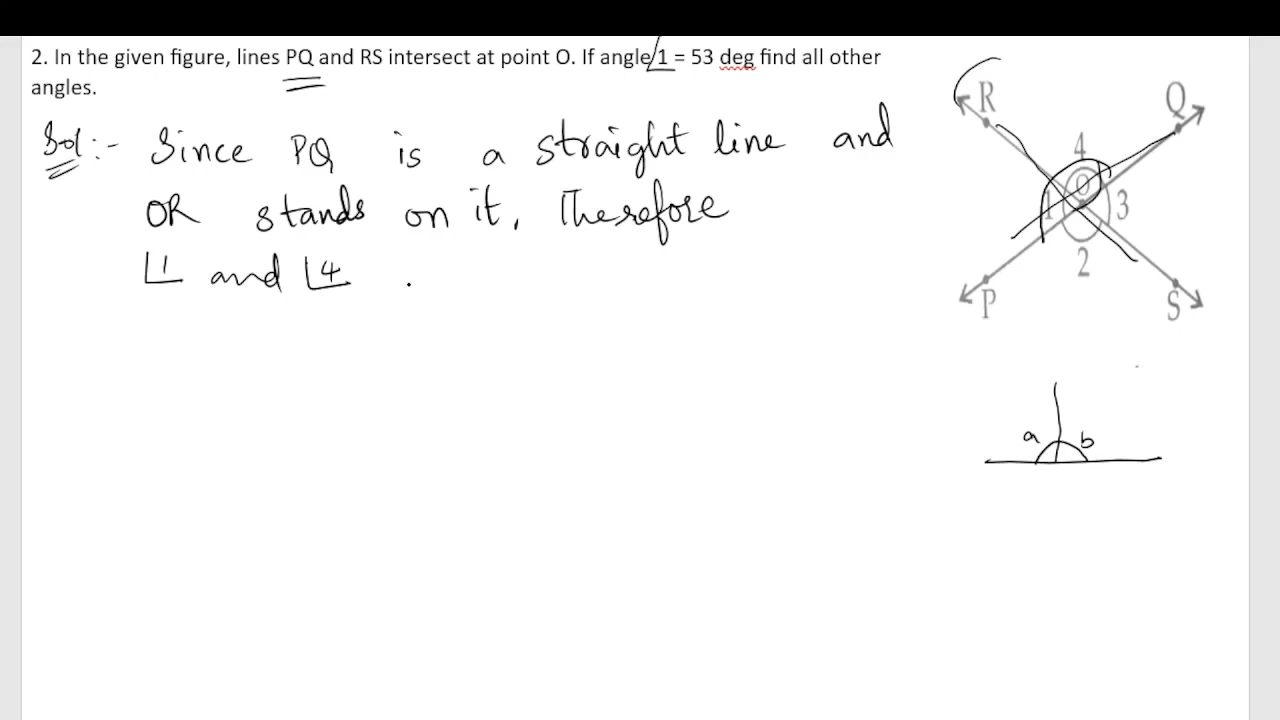 2. In the given figure, lines PQ and RS intersect at point O. If angle 1 = 53 deg find all other
angles.
Sol:- Since PQ is a straight line and
OR stands on it, Therefore
∠1 and ∠4 .
R
Q
4
O
1
3
2
P
S
a b